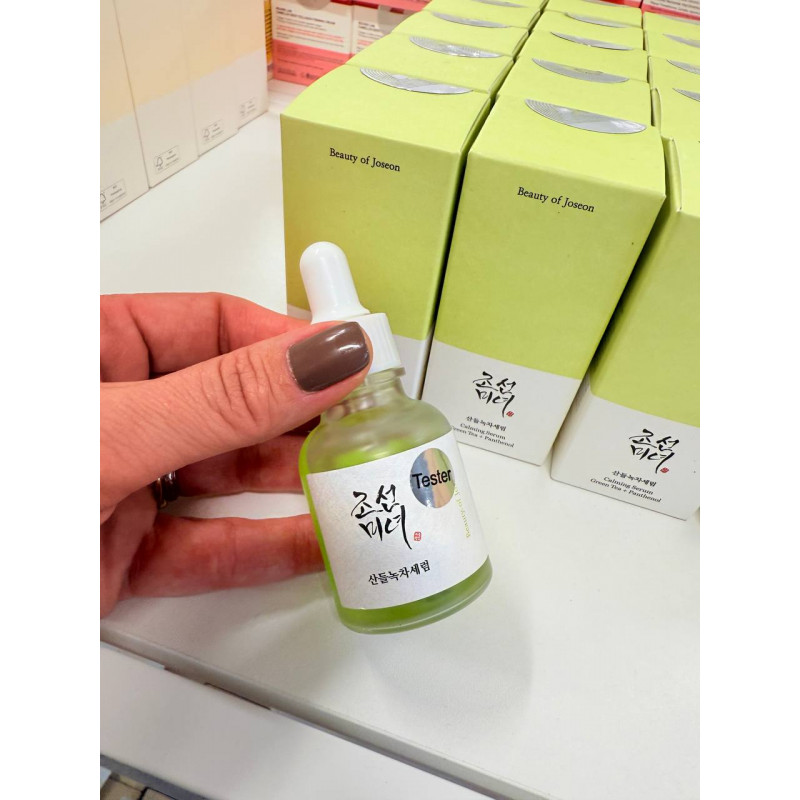 Beauty of Joseon
Beauty of Joseon
조선
미녀
산들녹차세럼
Calming Serum
Green Tea + Panthenol
조선
미녀
산들녹차세럼
Calming Serum
Green Tea + Panthenol
Tester
조선
미녀
산들녹차세럼